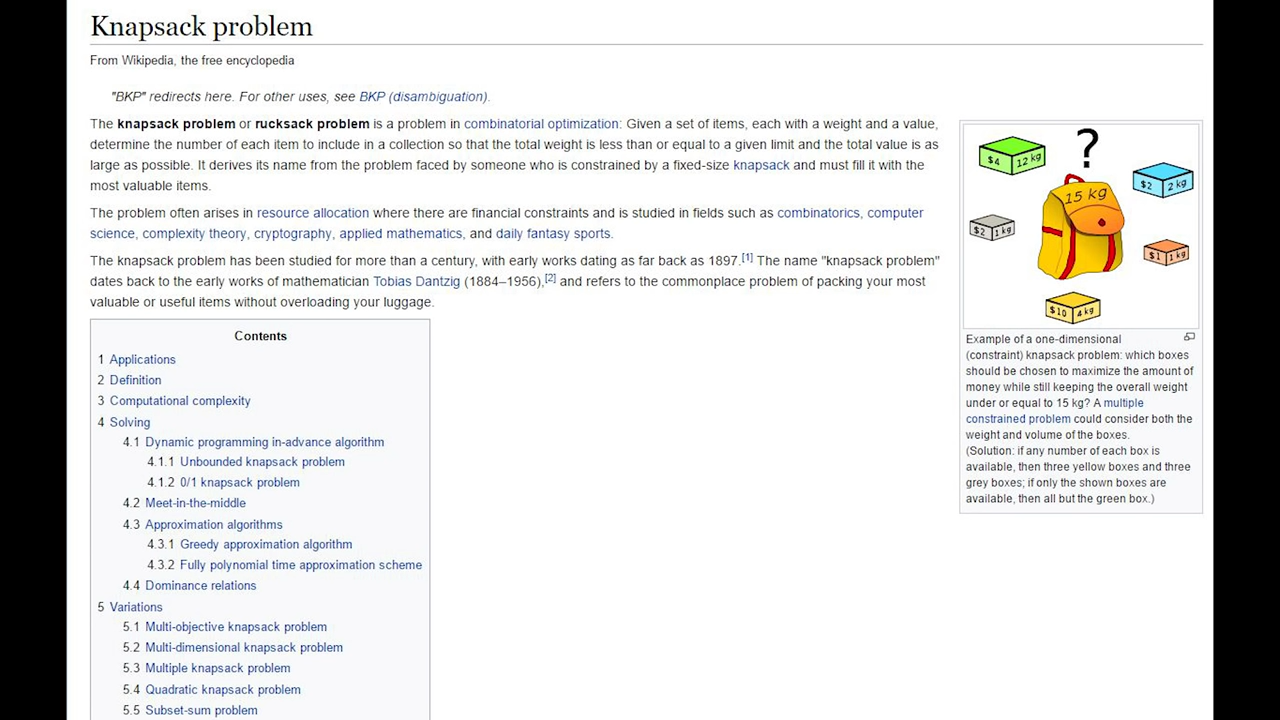 Knapsack problem
From Wikipedia, the free encyclopedia
"BKP" redirects here. For other uses, see BKP (disambiguation).
The knapsack problem or rucksack problem is a problem in combinatorial optimization: Given a set of items, each with a weight and a value,
determine the number of each item to include in a collection so that the total weight is less than or equal to a given limit and the total value is as
large as possible. It derives its name from the problem faced by someone who is constrained by a fixed-size knapsack and must fill it with the
most valuable items.
The problem often arises in resource allocation where there are financial constraints and is studied in fields such as combinatorics, computer
science, complexity theory, cryptography, applied mathematics, and daily fantasy sports.
The knapsack problem has been studied for more than a century, with early works dating as far back as 1897.[1] The name "knapsack problem"
dates back to the early works of mathematician Tobias Dantzig (1884–1956),[2] and refers to the commonplace problem of packing your most
valuable or useful items without overloading your luggage.
Contents
1 Applications
2 Definition
3 Computational complexity
4 Solving
4.1 Dynamic programming in-advance algorithm
4.1.1 Unbounded knapsack problem
4.1.2 0/1 knapsack problem
4.2 Meet-in-the-middle
4.3 Approximation algorithms
4.3.1 Greedy approximation algorithm
4.3.2 Fully polynomial time approximation scheme
4.4 Dominance relations
5 Variations
5.1 Multi-objective knapsack problem
5.2 Multi-dimensional knapsack problem
5.3 Multiple knapsack problem
5.4 Quadratic knapsack problem
5.5 Subset-sum problem
?
$4 12 kg
$2 2 kg
15 kg
$2 1 kg
$1 1 kg
$10 4 kg
Example of a one-dimensional
(constraint) knapsack problem: which boxes
should be chosen to maximize the amount of
money while still keeping the overall weight
under or equal to 15 kg? A multiple
constrained problem could consider both the
weight and volume of the boxes.
(Solution: if any number of each box is
available, then three yellow boxes and three
grey boxes; if only the shown boxes are
available, then all but the green box.)